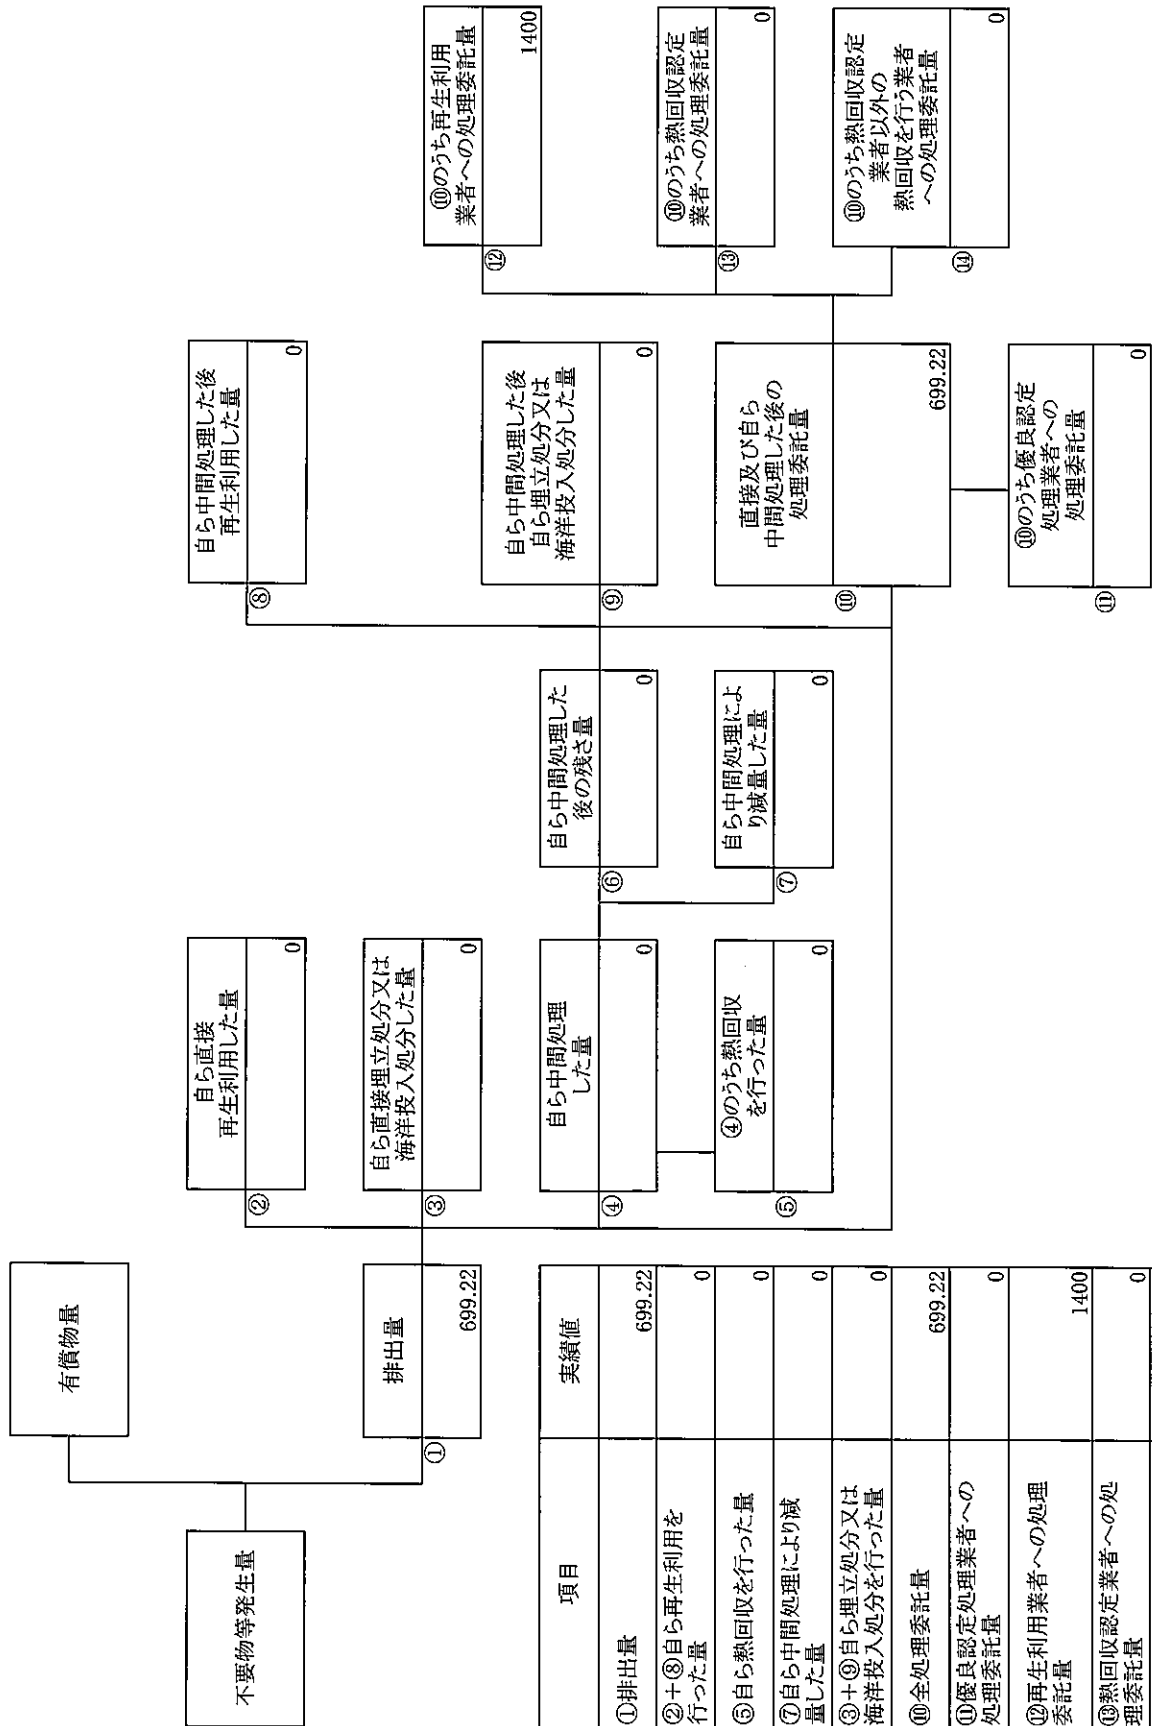 有償物量
不要物等発生量
排出量
①
699.22
自ら直接
再生利用した量
②
0
自ら直接埋立処分又は
海洋投入処分した量
③
0
自ら中間処理
した量
④
0
④のうち熱回収
を行った量
⑤
0
自ら中間処理した
後の残さ量
⑥
0
自ら中間処理によ
り減量した量
⑦
0
自ら中間処理した後
再生利用した量
⑧
0
自ら中間処理した後
自ら埋立処分又は
海洋投入処分した量
⑨
0
直接及び自ら
中間処理した後の
処理委託量
⑩
699.22
⑩のうち優良認定
処理業者への
処理委託量
⑪
0
⑩のうち再生利用
業者への処理委託量
⑫
1400
⑩のうち熱回収認定
業者への処理委託量
⑬
0
⑩のうち熱回収認定
業者以外の
熱回収を行う業者
への処理委託量
⑭
0
項目 実績値
①排出量 699.22
②+⑧自ら再生利用を
行った量 0
⑤自ら熱回収を行った量 0
⑦自ら中間処理により減
量した量 0
③+⑨自ら埋立処分又は
海洋投入処分を行った量 0
⑩全処理委託量 699.22
⑪優良認定処理業者への
処理委託量 0
⑫再生利用業者への処理
委託量 1400
⑬熱回収認定業者への処
理委託量 0